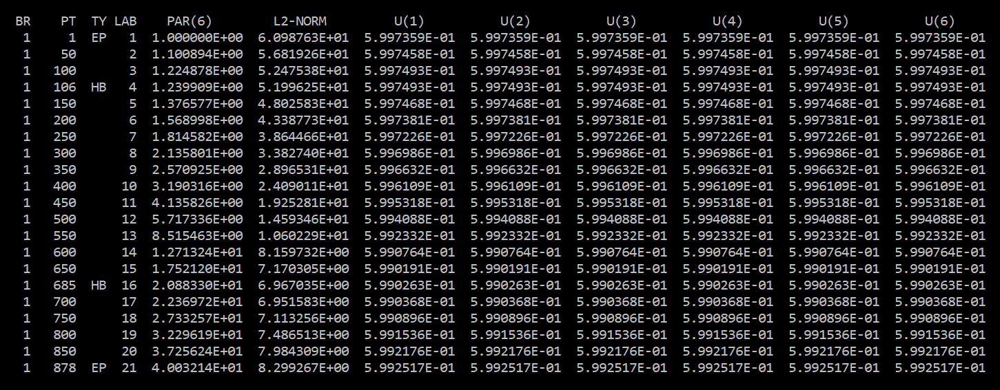 BR PT TY LAB PAR(6) L2-NORM U(1) U(2) U(3) U(4) U(5) U(6)
1 1 EP 1 1.000000E+00 6.098763E+01 5.997359E-01 5.997359E-01 5.997359E-01 5.997359E-01 5.997359E-01 5.997359E-01
1 50 2 1.100894E+00 5.681926E+01 5.997458E-01 5.997458E-01 5.997458E-01 5.997458E-01 5.997458E-01 5.997458E-01
1 100 3 1.224878E+00 5.247538E+01 5.997493E-01 5.997493E-01 5.997493E-01 5.997493E-01 5.997493E-01 5.997493E-01
1 106 HB 4 1.239909E+00 5.199625E+01 5.997493E-01 5.997493E-01 5.997493E-01 5.997493E-01 5.997493E-01 5.997493E-01
1 150 5 1.376577E+00 4.802583E+01 5.997468E-01 5.997468E-01 5.997468E-01 5.997468E-01 5.997468E-01 5.997468E-01
1 200 6 1.568998E+00 4.338773E+01 5.997381E-01 5.997381E-01 5.997381E-01 5.997381E-01 5.997381E-01 5.997381E-01
1 250 7 1.814582E+00 3.864466E+01 5.997226E-01 5.997226E-01 5.997226E-01 5.997226E-01 5.997226E-01 5.997226E-01
1 300 8 2.135801E+00 3.382740E+01 5.996986E-01 5.996986E-01 5.996986E-01 5.996986E-01 5.996986E-01 5.996986E-01
1 350 9 2.570925E+00 2.896531E+01 5.996632E-01 5.996632E-01 5.996632E-01 5.996632E-01 5.996632E-01 5.996632E-01
1 400 10 3.190316E+00 2.409011E+01 5.996109E-01 5.996109E-01 5.996109E-01 5.996109E-01 5.996109E-01 5.996109E-01
1 450 11 4.135826E+00 1.925281E+01 5.995318E-01 5.995318E-01 5.995318E-01 5.995318E-01 5.995318E-01 5.995318E-01
1 500 12 5.717336E+00 1.459346E+01 5.994088E-01 5.994088E-01 5.994088E-01 5.994088E-01 5.994088E-01 5.994088E-01
1 550 13 8.515463E+00 1.060229E+01 5.992332E-01 5.992332E-01 5.992332E-01 5.992332E-01 5.992332E-01 5.992332E-01
1 600 14 1.271324E+01 8.159732E+00 5.990764E-01 5.990764E-01 5.990764E-01 5.990764E-01 5.990764E-01 5.990764E-01
1 650 15 1.752120E+01 7.170305E+00 5.990191E-01 5.990191E-01 5.990191E-01 5.990191E-01 5.990191E-01 5.990191E-01
1 685 HB 16 2.088330E+01 6.967035E+00 5.990263E-01 5.990263E-01 5.990263E-01 5.990263E-01 5.990263E-01 5.990263E-01
1 700 17 2.236972E+01 6.951583E+00 5.990368E-01 5.990368E-01 5.990368E-01 5.990368E-01 5.990368E-01 5.990368E-01
1 750 18 2.733257E+01 7.113256E+00 5.990896E-01 5.990896E-01 5.990896E-01 5.990896E-01 5.990896E-01 5.990896E-01
1 800 19 3.229619E+01 7.486513E+00 5.991536E-01 5.991536E-01 5.991536E-01 5.991536E-01 5.991536E-01 5.991536E-01
1 850 20 3.725624E+01 7.984309E+00 5.992176E-01 5.992176E-01 5.992176E-01 5.992176E-01 5.992176E-01 5.992176E-01
1 878 EP 21 4.003214E+01 8.299267E+00 5.992517E-01 5.992517E-01 5.992517E-01 5.992517E-01 5.992517E-01 5.992517E-01